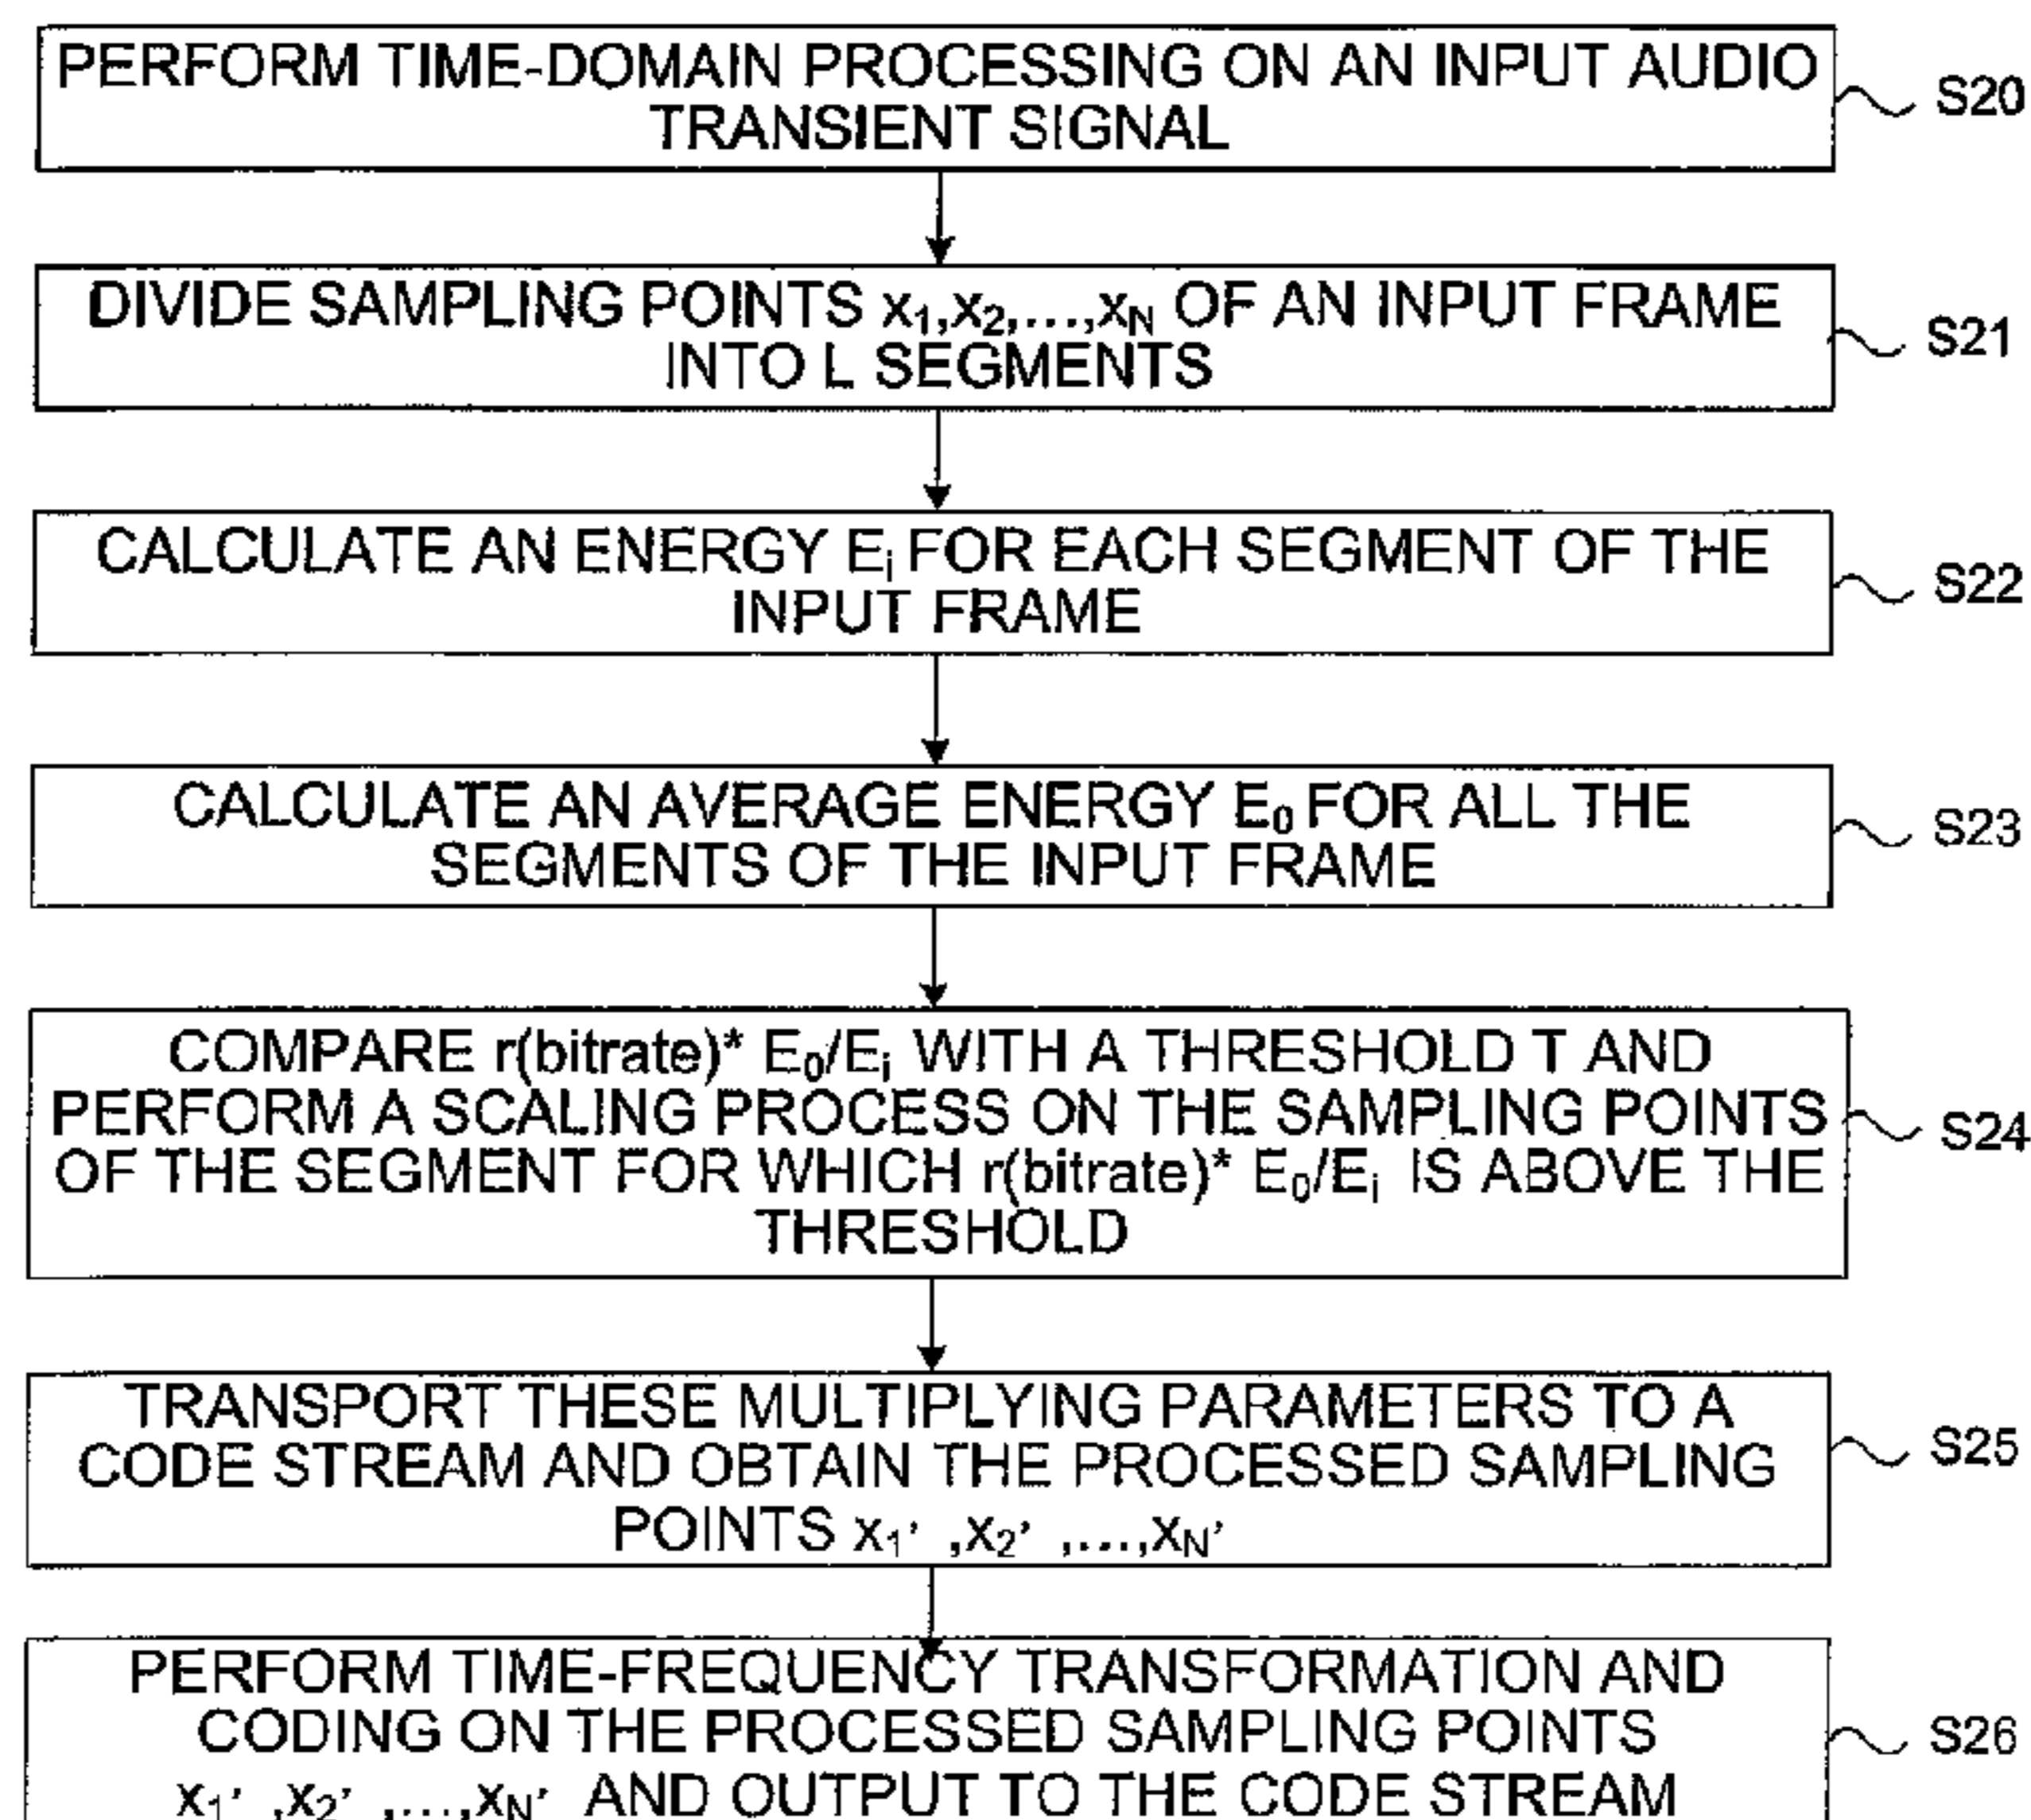 PERFORM TIME-DOMAIN PROCESSING ON AN INPUT AUDIO
TRANSIENT SIGNAL
S20
DIVIDE SAMPLING POINTS x₁,x₂,...,x_N OF AN INPUT FRAME
INTO L SEGMENTS
S21
CALCULATE AN ENERGY Eᵢ FOR EACH SEGMENT OF THE
INPUT FRAME
S22
CALCULATE AN AVERAGE ENERGY E₀ FOR ALL THE
SEGMENTS OF THE INPUT FRAME
S23
COMPARE r(bitrate)* E₀/Eᵢ WITH A THRESHOLD T AND
PERFORM A SCALING PROCESS ON THE SAMPLING POINTS
OF THE SEGMENT FOR WHICH r(bitrate)* E₀/Eᵢ IS ABOVE THE
THRESHOLD
S24
TRANSPORT THESE MULTIPLYING PARAMETERS TO A
CODE STREAM AND OBTAIN THE PROCESSED SAMPLING
POINTS x₁' ,x₂' ,...,x_N'
S25
PERFORM TIME-FREQUENCY TRANSFORMATION AND
CODING ON THE PROCESSED SAMPLING POINTS
x₁' ,x₂' ,...,x_N' AND OUTPUT TO THE CODE STREAM
S26